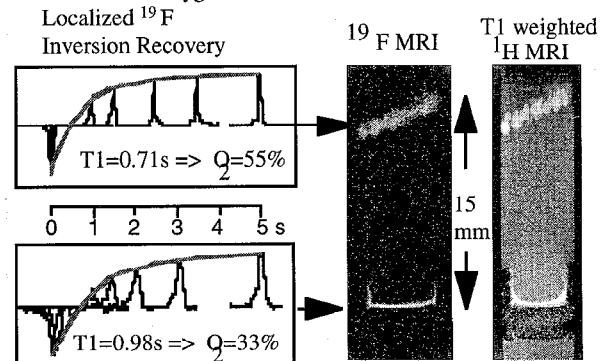 Localized ¹⁹F
Inversion Recovery
¹⁹F MRI
T1 weighted
¹H MRI
T1=0.71s => O₂=55%
0 1 2 3 4 5 s
15
mm
T1=0.98s => O₂=33%